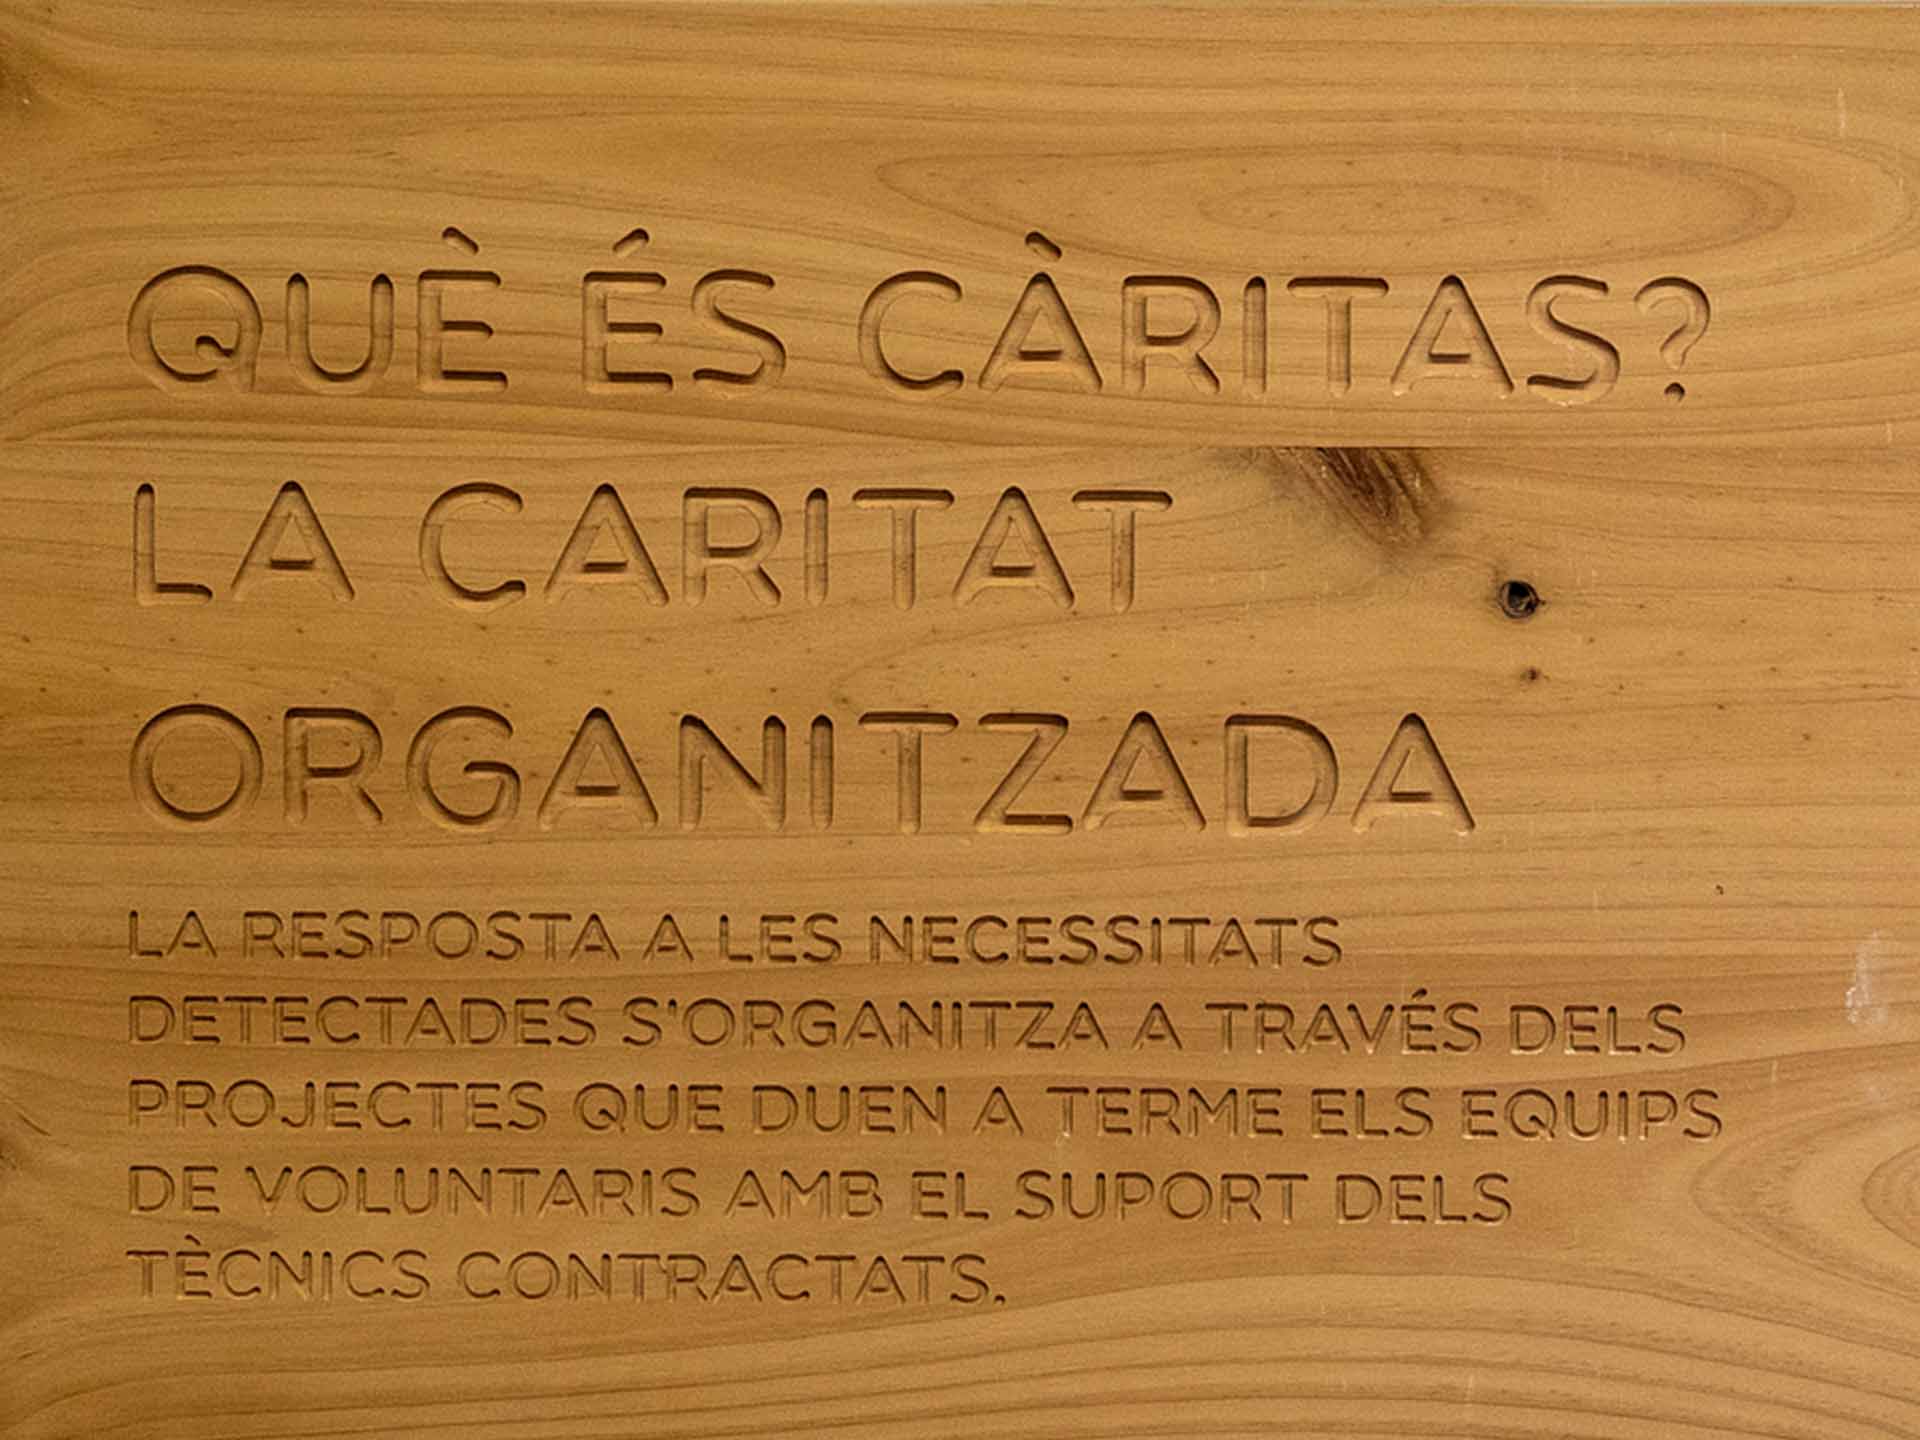 QUÈ ÉS CÀRITAS?
LA CARITAT
ORGANITZADA
LA RESPOSTA A LES NECESSITATS
DETECTADES S'ORGANITZA A TRAVÉS DELS
PROJECTES QUE DUEN A TERME ELS EQUIPS
DE VOLUNTARIS AMB EL SUPORT DELS
TÈCNICS CONTRACTATS.